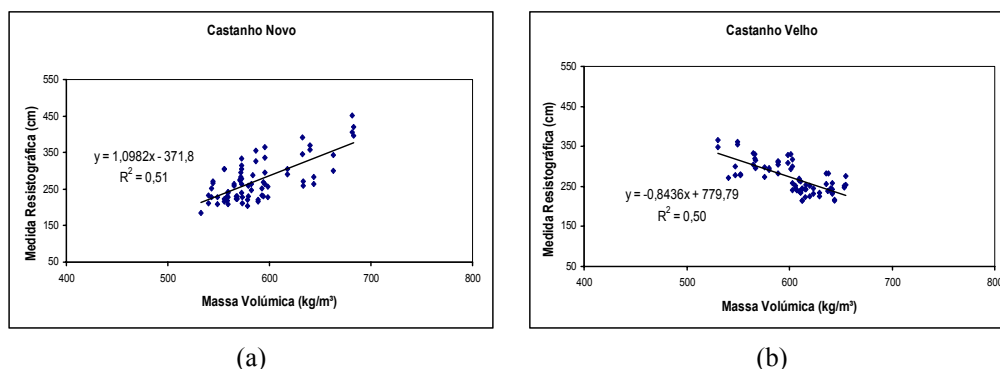 Castanho Novo
550
450
350
250
150
50
400
500
600
700
800
Massa Volúmica (kg/m³)
Medida Resistográfica (cm)
y = 1,0982x - 371,8
R² = 0,51
(a)
Castanho Velho
550
450
350
250
150
50
400
500
600
700
800
Massa Volúmica (kg/m³)
Medida Resistográfica (cm)
y = -0,8436x + 779,79
R² = 0,50
(b)